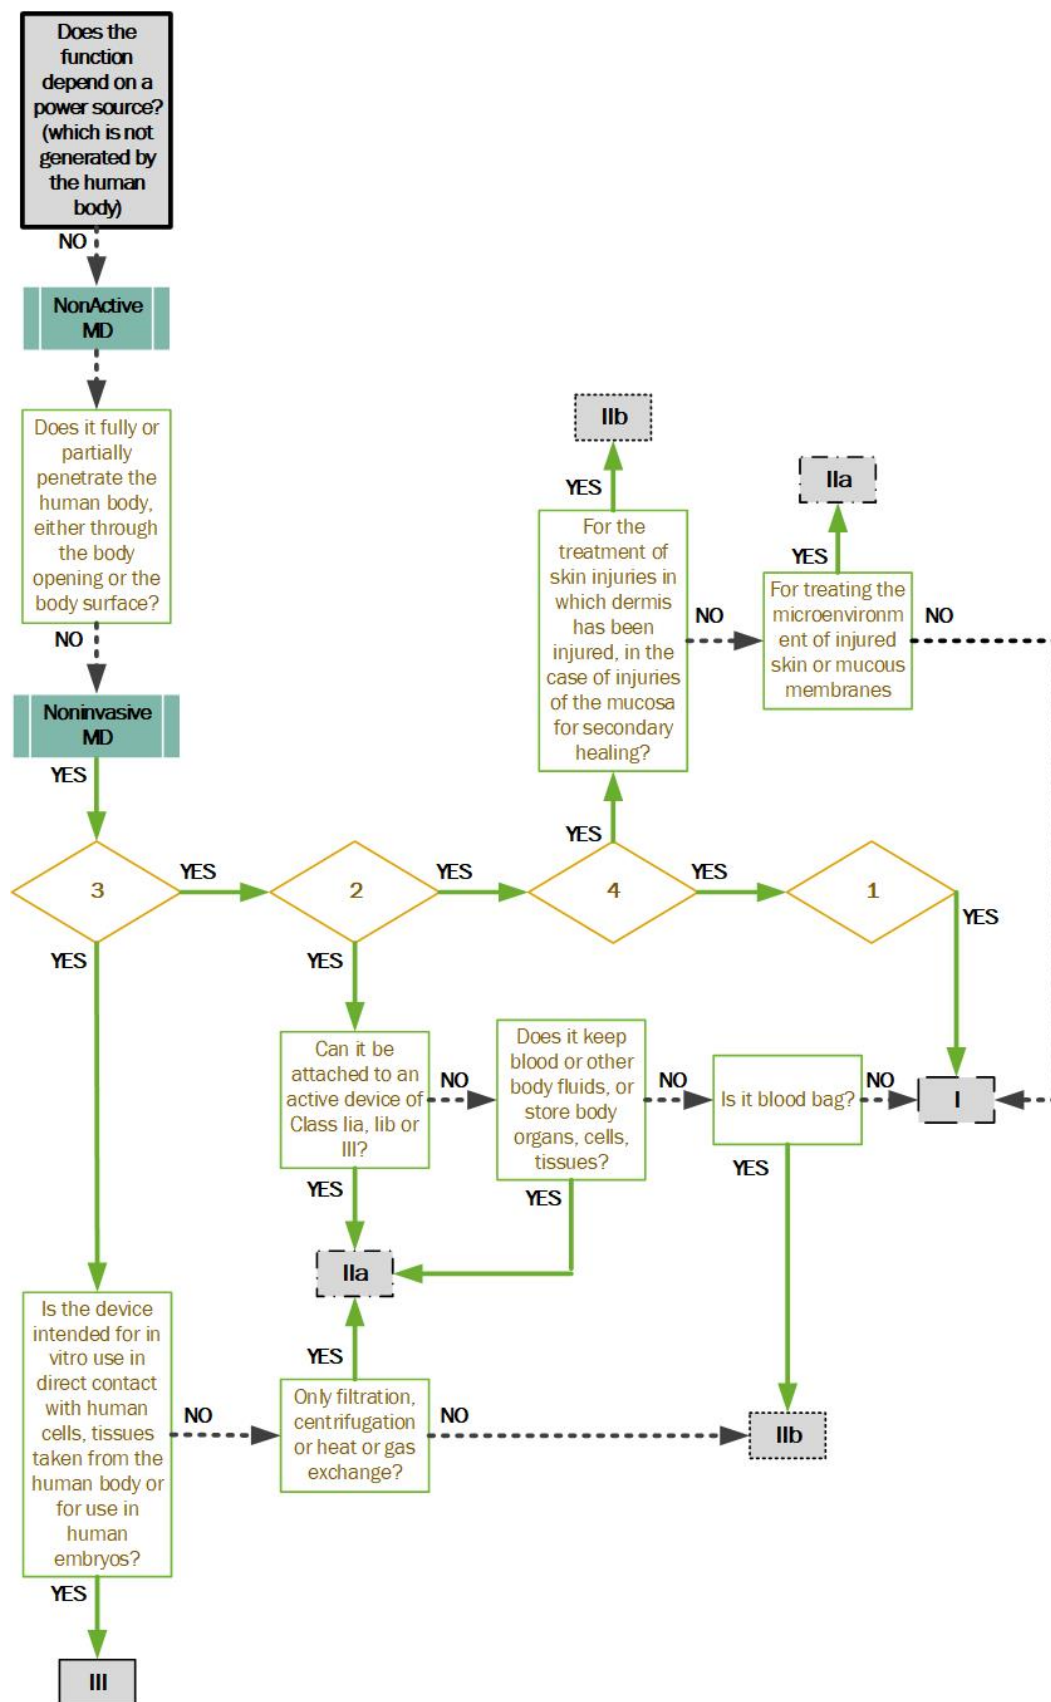 Does the
function
depend on a
power source?
(which is not
generated by
the human
body)
NO
NonActive
MD
Does it fully or
partially
penetrate the
human body,
either through
the body
opening or the
body surface?
NO
Noninvasive
MD
YES
IIb
YES
For the
treatment of
skin injuries in
which dermis
has been
injured, in the
case of injuries
of the mucosa
for secondary
healing?
NO
IIa
YES
For treating the
microenvironm
ent of injured
skin or mucous
membranes
NO
YES
3
YES
2
YES
4
YES
1
YES
YES
YES
Can it be
attached to an
active device of
Class Iia, Iib or
III?
NO
Does it keep
blood or other
body fluids, or
store body
organs, cells,
tissues?
NO
Is it blood bag?
NO
I
YES
YES
YES
IIa
YES
Is the device
intended for in
vitro use in
direct contact
with human
cells, tissues
taken from the
human body or
for use in
human
embryos?
NO
Only filtration,
centrifugation
or heat or gas
exchange?
NO
IIb
YES
III